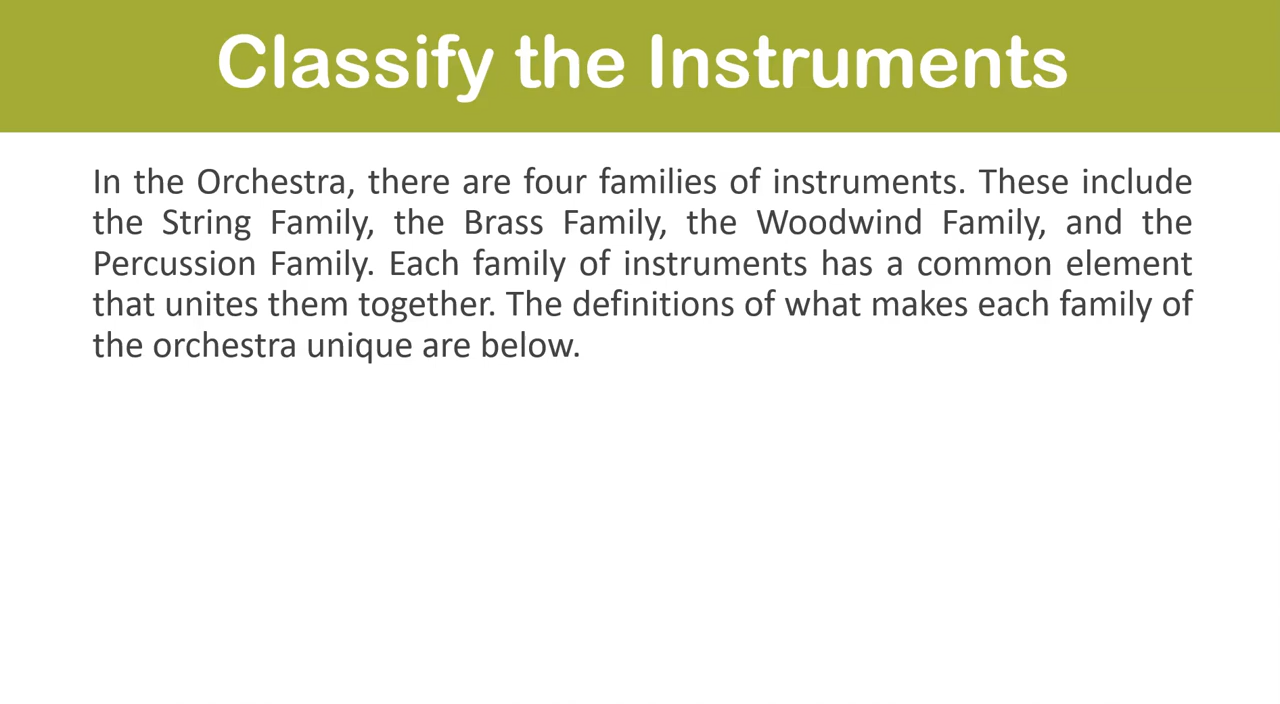 Classify the Instruments
In the Orchestra, there are four families of instruments. These include
the String Family, the Brass Family, the Woodwind Family, and the
Percussion Family. Each family of instruments has a common element
that unites them together. The definitions of what makes each family of
the orchestra unique are below.